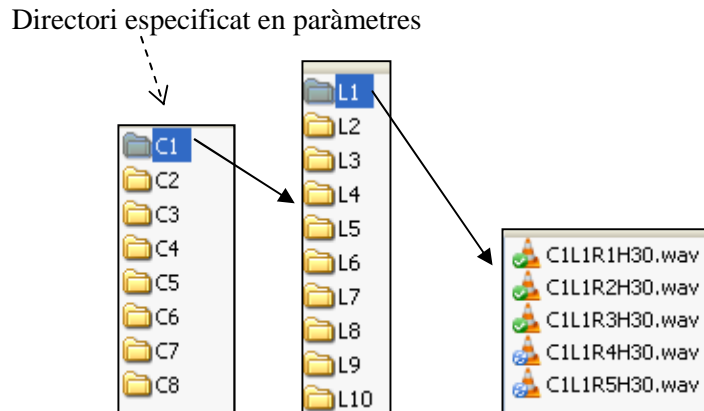 Directori especificat en paràmetres
C1
C2
C3
C4
C5
C6
C7
C8
L1
L2
L3
L4
L5
L6
L7
L8
L9
L10
C1L1R1H30.wav
C1L1R2H30.wav
C1L1R3H30.wav
C1L1R4H30.wav
C1L1R5H30.wav